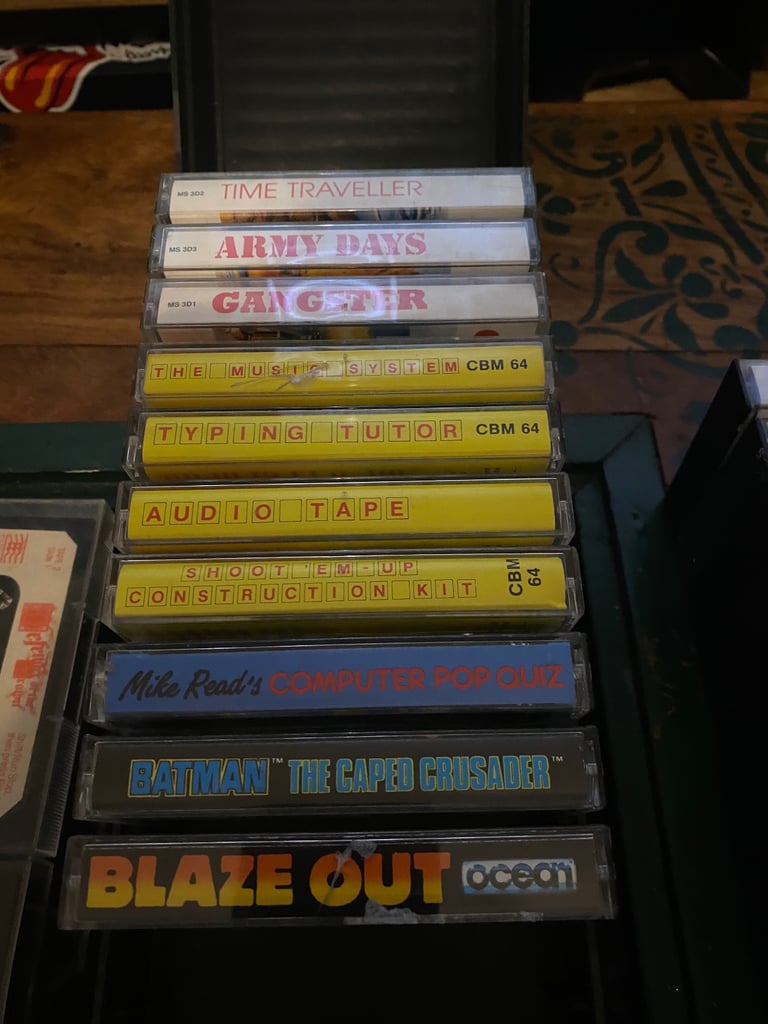 MS 3D2 TIME TRAVELLER
MS 3D3 ARMY DAYS
MS 3D1 GANGSTER
THE MUSIC SYSTEM CBM 64
TYPING TUTOR CBM 64
AUDIO TAPE
SHOOT 'EM-UP
CONSTRUCTION KIT
CBM
64
Mike Read's COMPUTER POP QUIZ
BATMAN™ THE CAPED CRUSADER™
BLAZE OUT ocean